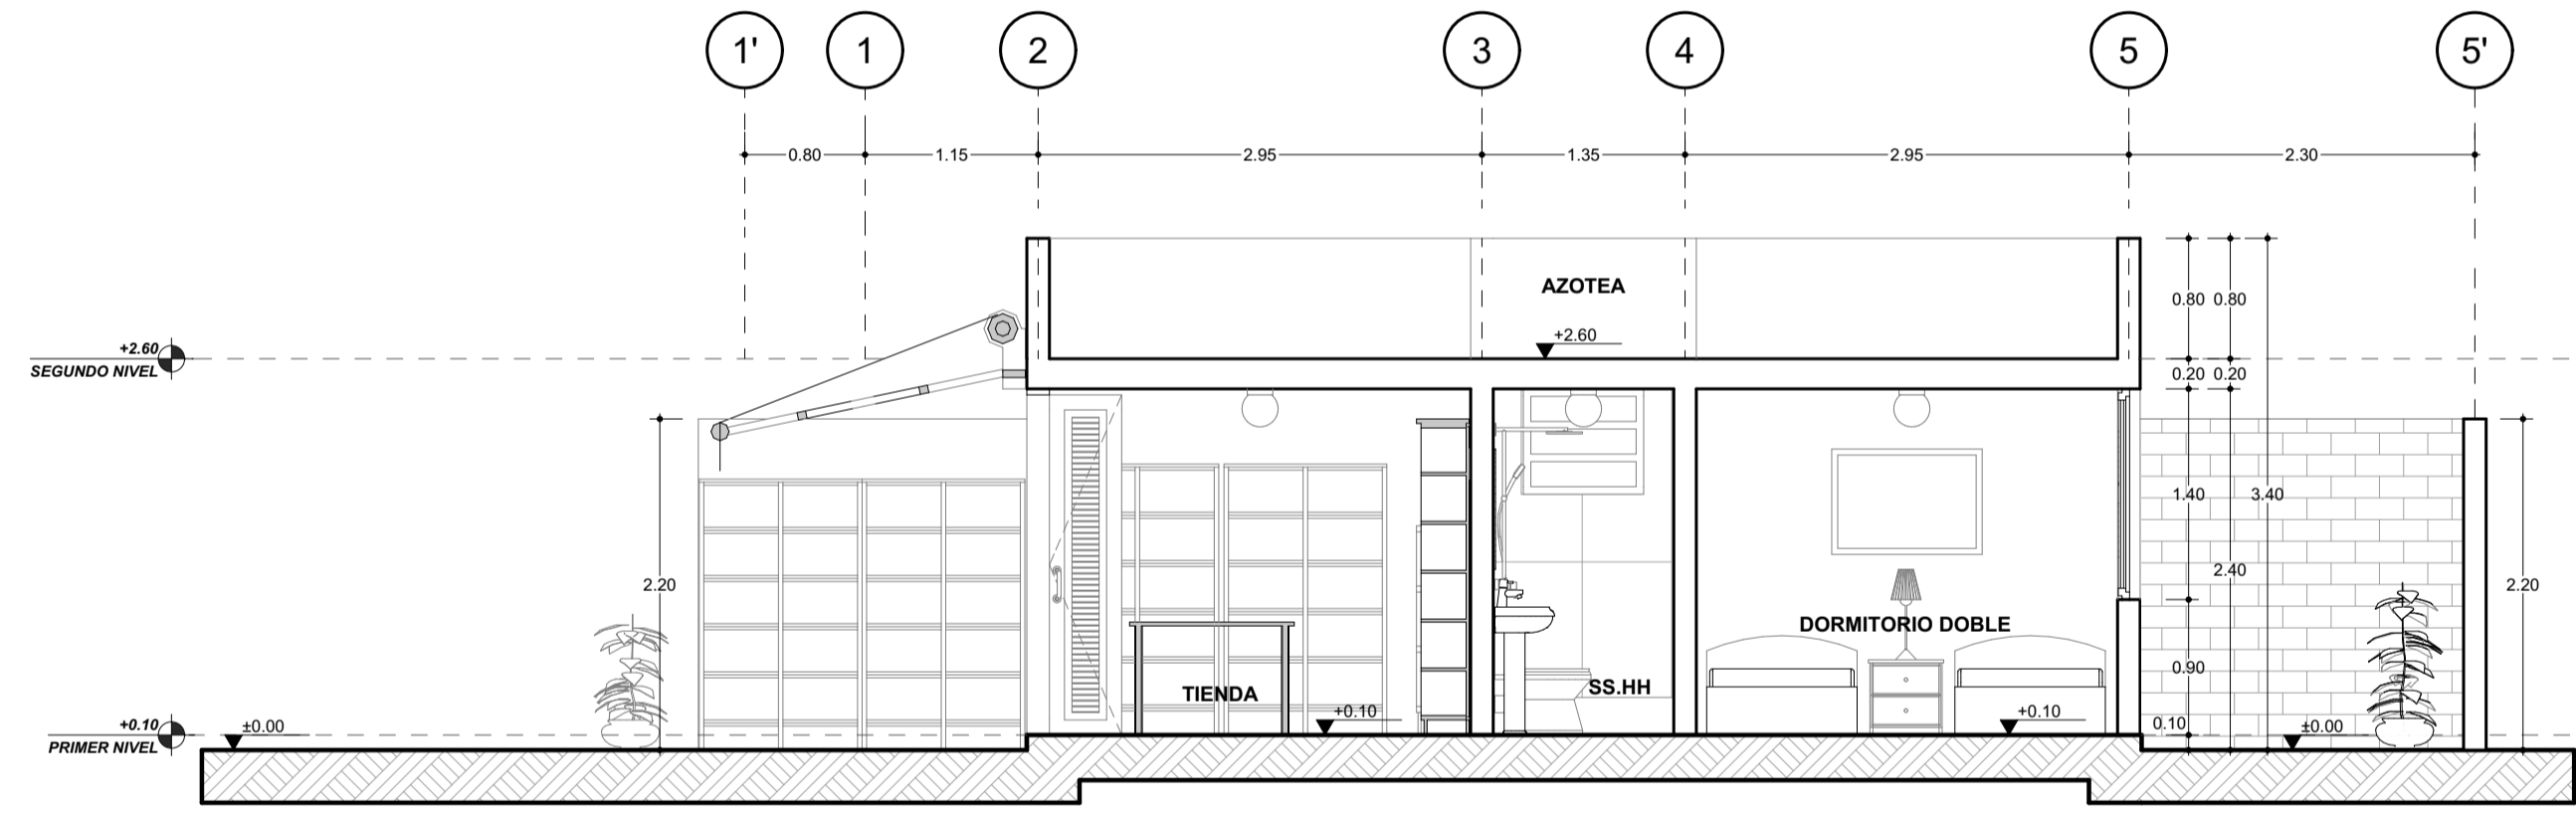 1' 1 2 3 4 5 5'
0.80 1.15 2.95 1.35 2.95 2.30
AZOTEA
0.80 0.80
+2.60
+2.60
SEGUNDO NIVEL
0.20 0.20
1.40 3.40
2.40
2.20
2.20
DORMITORIO DOBLE
0.90
TIENDA
SS.HH
+0.10
+0.10
+0.10
±0.00
0.10
±0.00
PRIMER NIVEL